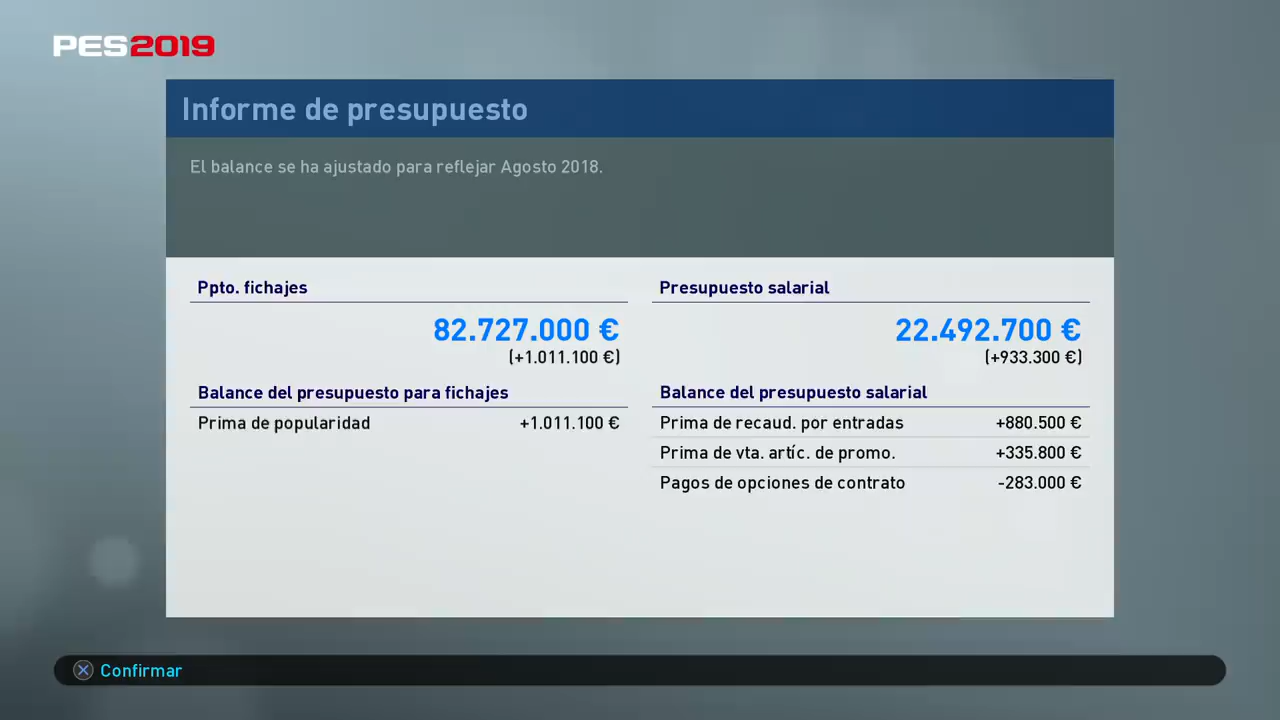 PES2019
Informe de presupuesto
El balance se ha ajustado para reflejar Agosto 2018.
Ppto. fichajes
82.727.000 €
(+1.011.100 €)
Balance del presupuesto para fichajes
Prima de popularidad +1.011.100 €
Presupuesto salarial
22.492.700 €
(+933.300 €)
Balance del presupuesto salarial
Prima de recaud. por entradas +880.500 €
Prima de vta. artíc. de promo. +335.800 €
Pagos de opciones de contrato -283.000 €
Confirmar